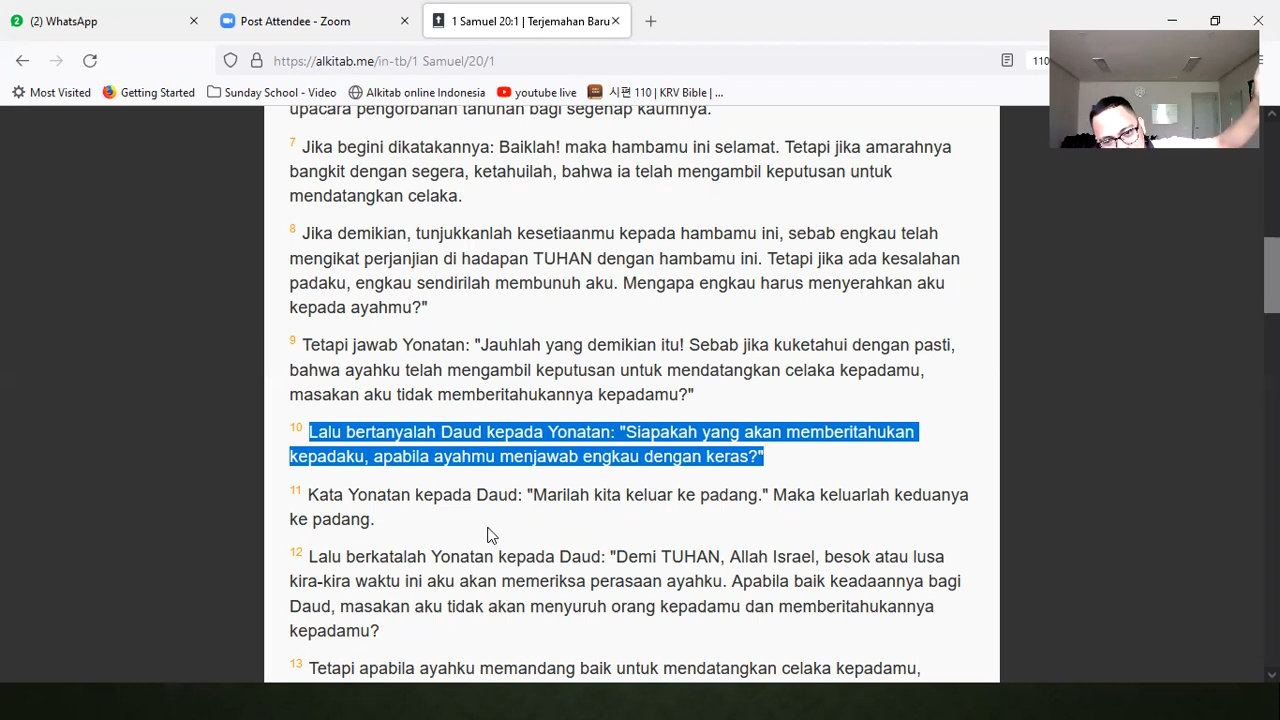 2 (2) WhatsApp
Post Attendee - Zoom
1 Samuel 20:1 | Terjemahan Baru
https://alkitab.me/in-tb/1 Samuel/20/1
110
Most Visited
Getting Started
Sunday School - Video
Alkitab online Indonesia
youtube live
시편 110 | KRV Bible | ...
upacara pengorbanan tahunan bagi segenap kaumnya.
7 Jika begini dikatakannya: Baiklah! maka hambamu ini selamat. Tetapi jika amarahnya
bangkit dengan segera, ketahuilah, bahwa ia telah mengambil keputusan untuk
mendatangkan celaka.
8 Jika demikian, tunjukkanlah kesetiaanmu kepada hambamu ini, sebab engkau telah
mengikat perjanjian di hadapan TUHAN dengan hambamu ini. Tetapi jika ada kesalahan
padaku, engkau sendirilah membunuh aku. Mengapa engkau harus menyerahkan aku
kepada ayahmu?"
9 Tetapi jawab Yonatan: "Jauhlah yang demikian itu! Sebab jika kuketahui dengan pasti,
bahwa ayahku telah mengambil keputusan untuk mendatangkan celaka kepadamu,
masakan aku tidak memberitahukannya kepadamu?"
10 Lalu bertanyalah Daud kepada Yonatan: "Siapakah yang akan memberitahukan
kepadaku, apabila ayahmu menjawab engkau dengan keras?"
11 Kata Yonatan kepada Daud: "Marilah kita keluar ke padang." Maka keluarlah keduanya
ke padang.
12 Lalu berkatalah Yonatan kepada Daud: "Demi TUHAN, Allah Israel, besok atau lusa
kira-kira waktu ini aku akan memeriksa perasaan ayahku. Apabila baik keadaannya bagi
Daud, masakan aku tidak akan menyuruh orang kepadamu dan memberitahukannya
kepadamu?
13 Tetapi apabila ayahku memandang baik untuk mendatangkan celaka kepadamu,